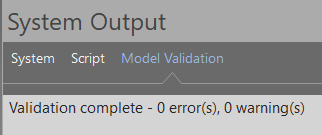 System Output
System Script Model Validation
Validation complete - 0 error(s), 0 warning(s)